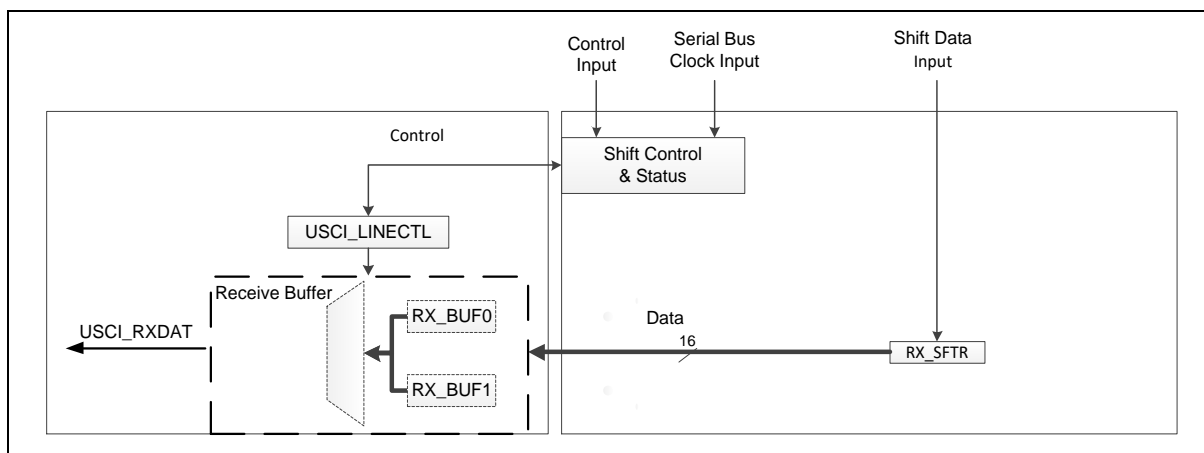 Control
Input
Serial Bus
Clock Input
Shift Data
Input
Control
Shift Control
& Status
USCI_LINECTL
Receive Buffer
USCI_RXDAT
RX_BUF0
RX_BUF1
Data
16
RX_SFTR